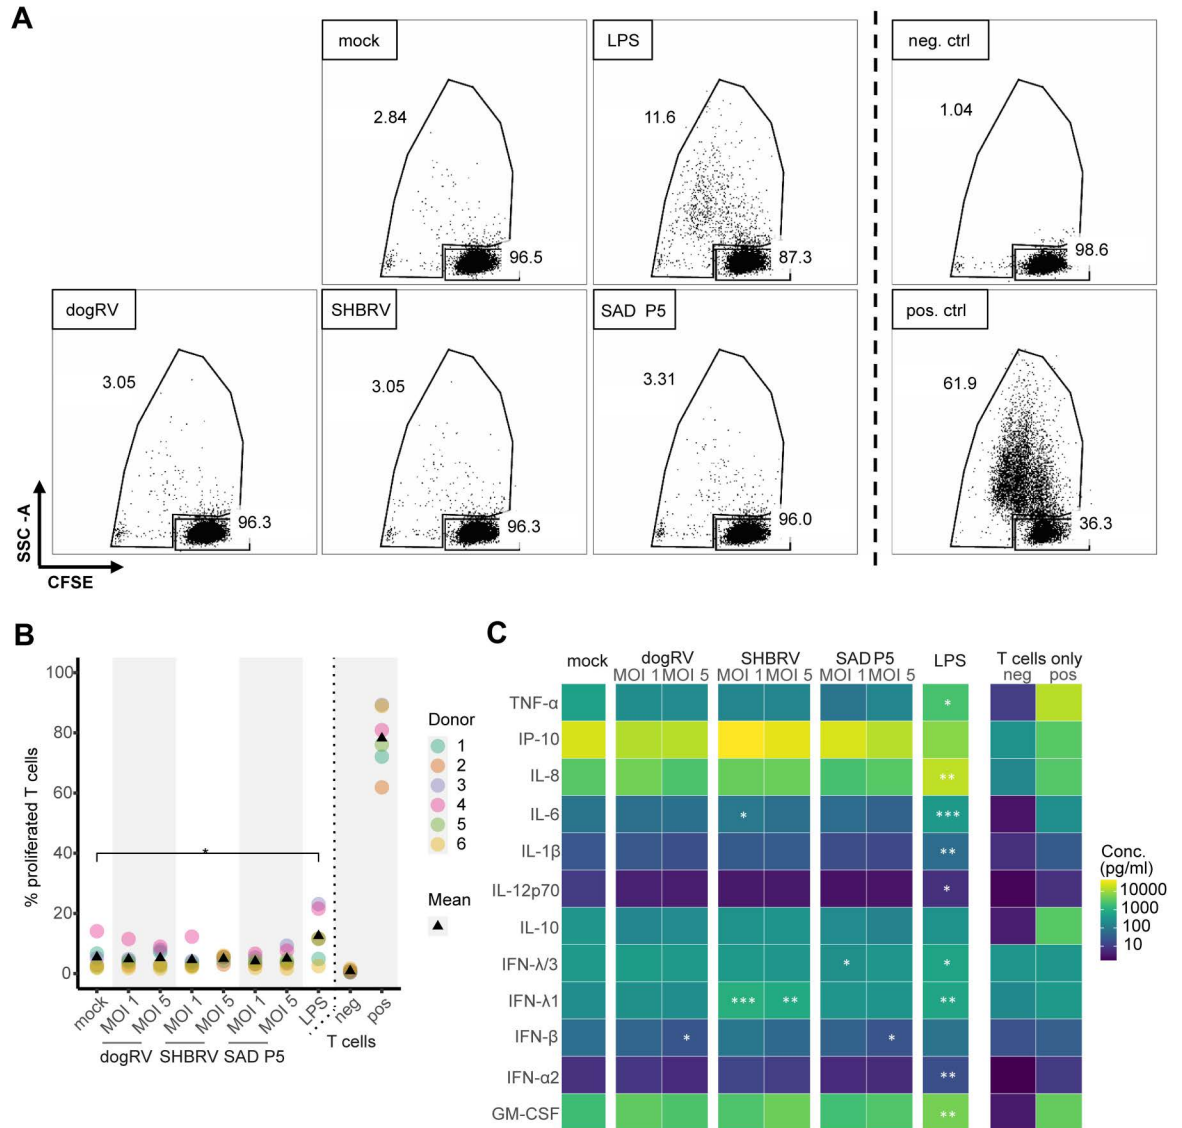 A
mock
LPS
neg. ctrl
2.84
11.6
1.04
96.5
87.3
98.6
dogRV
SHBRV
SAD P5
pos. ctrl
3.05
3.05
3.31
61.9
96.3
96.3
96.0
36.3
SSC -A
CFSE
B
% proliferated T cells
100
80
60
40
20
0
*
mock
MOI 1
MOI 5
MOI 1
MOI 5
MOI 1
MOI 5
LPS
neg
pos
dogRV
SHBRV
SAD P5
T cells
Donor
1
2
3
4
5
6
Mean
C
mock dogRV SHBRV SAD P5 LPS T cells only
MOI 1 MOI 5 MOI 1 MOI 5 MOI 1 MOI 5 neg pos
TNF-α *
IP-10
IL-8 **
IL-6 * ***
IL-1β **
IL-12p70 *
IL-10
IFN-λ/3 * *
IFN-λ1 *** ** **
IFN-β * *
IFN-α2 **
GM-CSF **
Conc.
(pg/ml)
10000
1000
100
10